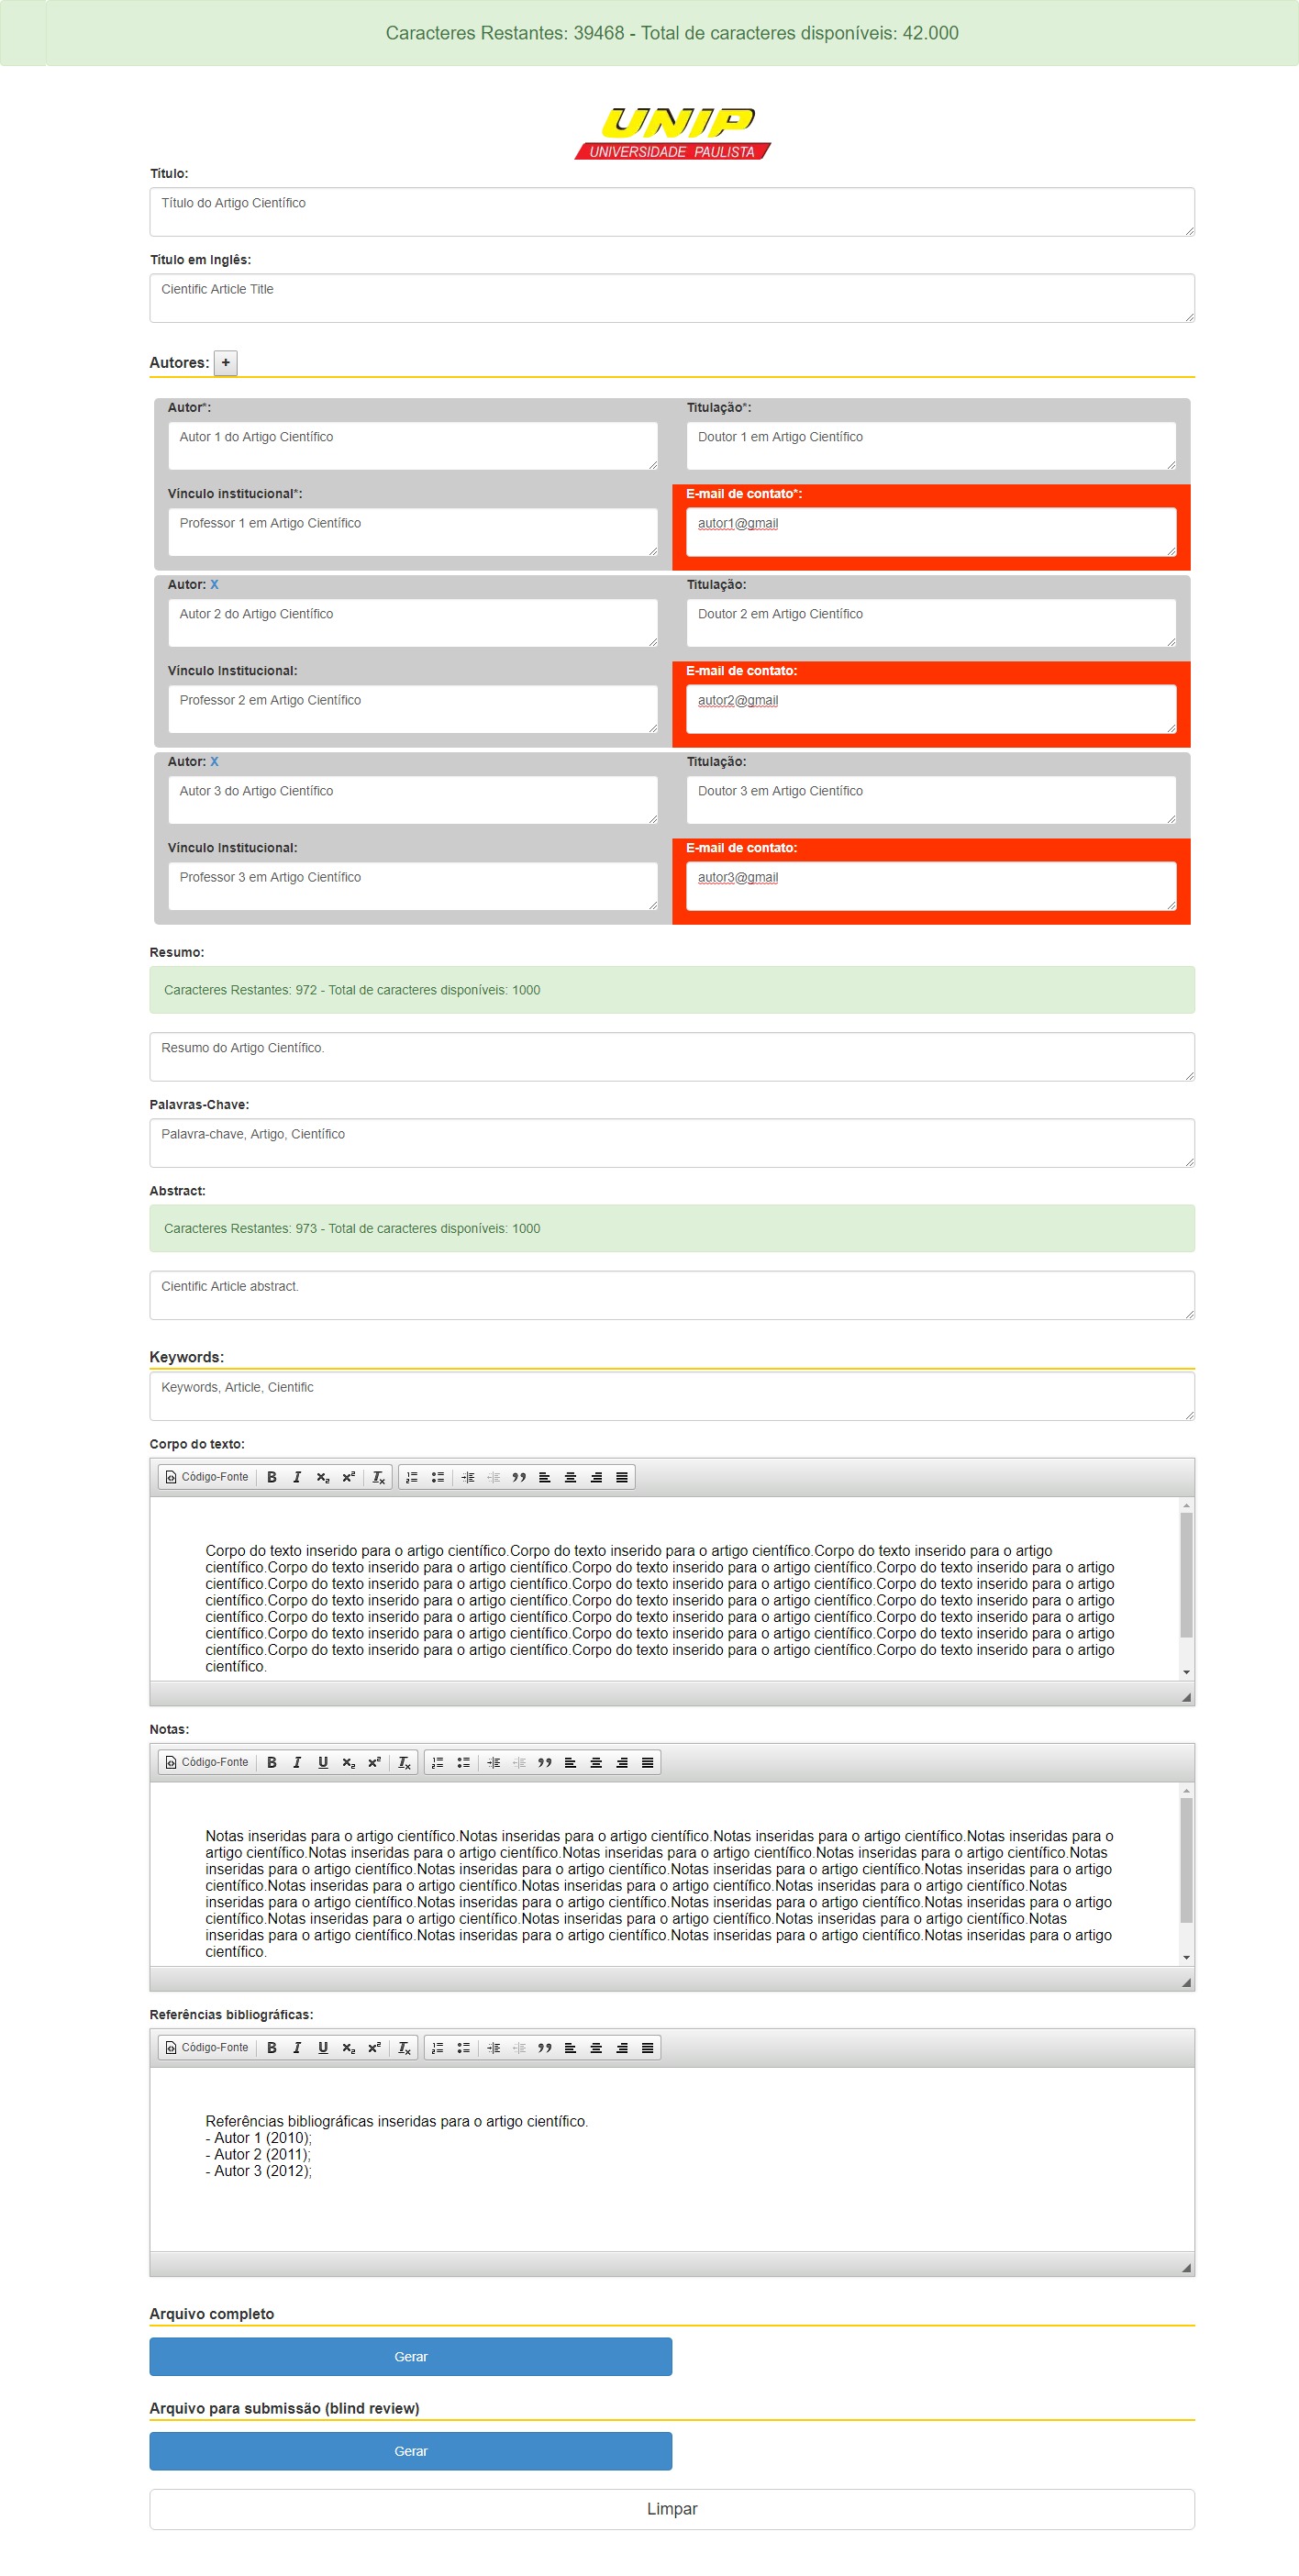 Caracteres Restantes: 39468 - Total de caracteres disponíveis: 42.000
UNIP
UNIVERSIDADE PAULISTA
Título:
Título do Artigo Científico
Título em Inglês:
Cientific Article Title
Autores: +
Autor*:
Autor 1 do Artigo Científico
Titulação*:
Doutor 1 em Artigo Científico
Vínculo institucional*:
Professor 1 em Artigo Científico
E-mail de contato*:
autor1@gmail
Autor: X
Autor 2 do Artigo Científico
Titulação:
Doutor 2 em Artigo Científico
Vínculo Institucional:
Professor 2 em Artigo Científico
E-mail de contato:
autor2@gmail
Autor: X
Autor 3 do Artigo Científico
Titulação:
Doutor 3 em Artigo Científico
Vínculo Institucional:
Professor 3 em Artigo Científico
E-mail de contato:
autor3@gmail
Resumo:
Caracteres Restantes: 972 - Total de caracteres disponíveis: 1000
Resumo do Artigo Científico.
Palavras-Chave:
Palavra-chave, Artigo, Científico
Abstract:
Caracteres Restantes: 973 - Total de caracteres disponíveis: 1000
Cientific Article abstract.
Keywords:
Keywords, Article, Cientific
Corpo do texto:
Código-Fonte
Corpo do texto inserido para o artigo científico.Corpo do texto inserido para o artigo científico.Corpo do texto inserido para o artigo
científico.Corpo do texto inserido para o artigo científico.Corpo do texto inserido para o artigo científico.Corpo do texto inserido para o artigo
científico.Corpo do texto inserido para o artigo científico.Corpo do texto inserido para o artigo científico.Corpo do texto inserido para o artigo
científico.Corpo do texto inserido para o artigo científico.Corpo do texto inserido para o artigo científico.Corpo do texto inserido para o artigo
científico.Corpo do texto inserido para o artigo científico.Corpo do texto inserido para o artigo científico.Corpo do texto inserido para o artigo
científico.Corpo do texto inserido para o artigo científico.Corpo do texto inserido para o artigo científico.Corpo do texto inserido para o artigo
científico.Corpo do texto inserido para o artigo científico.Corpo do texto inserido para o artigo científico.Corpo do texto inserido para o artigo
científico.
Notas:
Código-Fonte
Notas inseridas para o artigo científico.Notas inseridas para o artigo científico.Notas inseridas para o artigo científico.Notas inseridas para o
artigo científico.Notas inseridas para o artigo científico.Notas inseridas para o artigo científico.Notas inseridas para o artigo científico.Notas
inseridas para o artigo científico.Notas inseridas para o artigo científico.Notas inseridas para o artigo científico.Notas inseridas para o artigo
científico.Notas inseridas para o artigo científico.Notas inseridas para o artigo científico.Notas inseridas para o artigo científico.Notas
inseridas para o artigo científico.Notas inseridas para o artigo científico.Notas inseridas para o artigo científico.Notas inseridas para o artigo
científico.Notas inseridas para o artigo científico.Notas inseridas para o artigo científico.Notas inseridas para o artigo científico.Notas
inseridas para o artigo científico.Notas inseridas para o artigo científico.Notas inseridas para o artigo científico.Notas inseridas para o artigo
científico.
Referências bibliográficas:
Código-Fonte
Referências bibliográficas inseridas para o artigo científico.
- Autor 1 (2010);
- Autor 2 (2011);
- Autor 3 (2012);
Arquivo completo
Gerar
Arquivo para submissão (blind review)
Gerar
Limpar